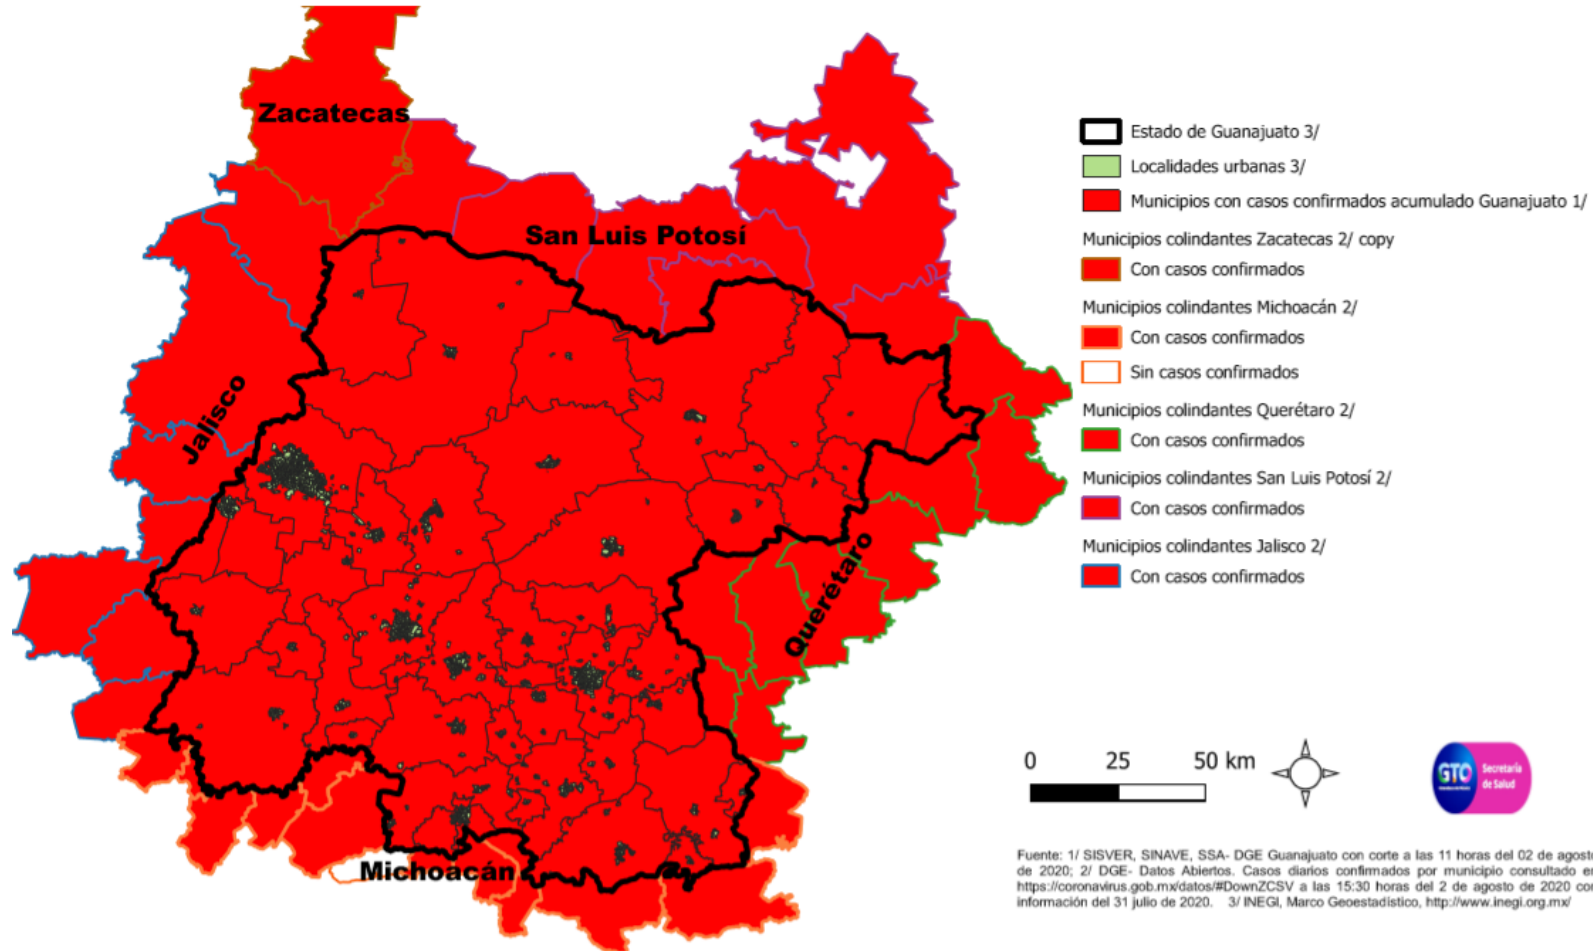 Zacatecas
San Luis Potosí
Jalisco
Querétaro
Michoacán
Estado de Guanajuato 3/
Localidades urbanas 3/
Municipios con casos confirmados acumulado Guanajuato 1/
Municipios colindantes Zacatecas 2/ copy
Con casos confirmados
Municipios colindantes Michoacán 2/
Con casos confirmados
Sin casos confirmados
Municipios colindantes Querétaro 2/
Con casos confirmados
Municipios colindantes San Luis Potosí 2/
Con casos confirmados
Municipios colindantes Jalisco 2/
Con casos confirmados
0 25 50 km
GTO
Secretaría
de Salud
Fuente: 1/ SISVER, SINAVE, SSA- DGE Guanajuato con corte a las 11 horas del 02 de agosto
de 2020; 2/ DGE- Datos Abiertos. Casos diarios confirmados por municipio consultado en
https://coronavirus.gob.mx/datos/#DownZCSV a las 15:30 horas del 2 de agosto de 2020 con
información del 31 julio de 2020. 3/ INEGI, Marco Geoestadístico, http://www.inegi.org.mx/